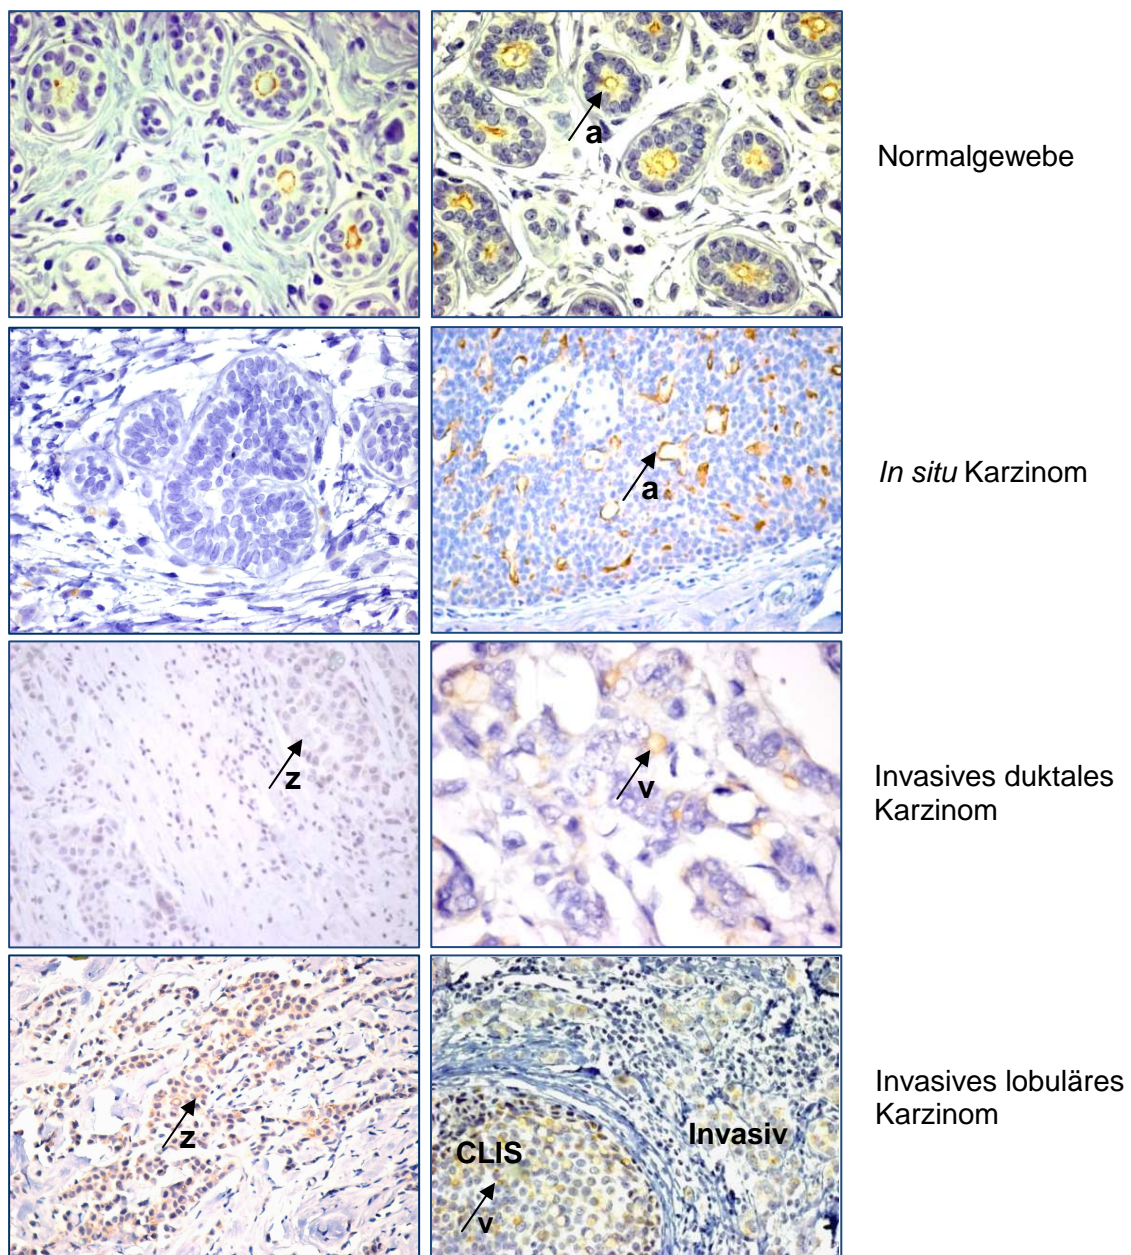 a
Normalgewebe
a
In situ Karzinom
z
v
Invasives duktales
Karzinom
z
CLIS
Invasiv
v
Invasives lobuläres
Karzinom